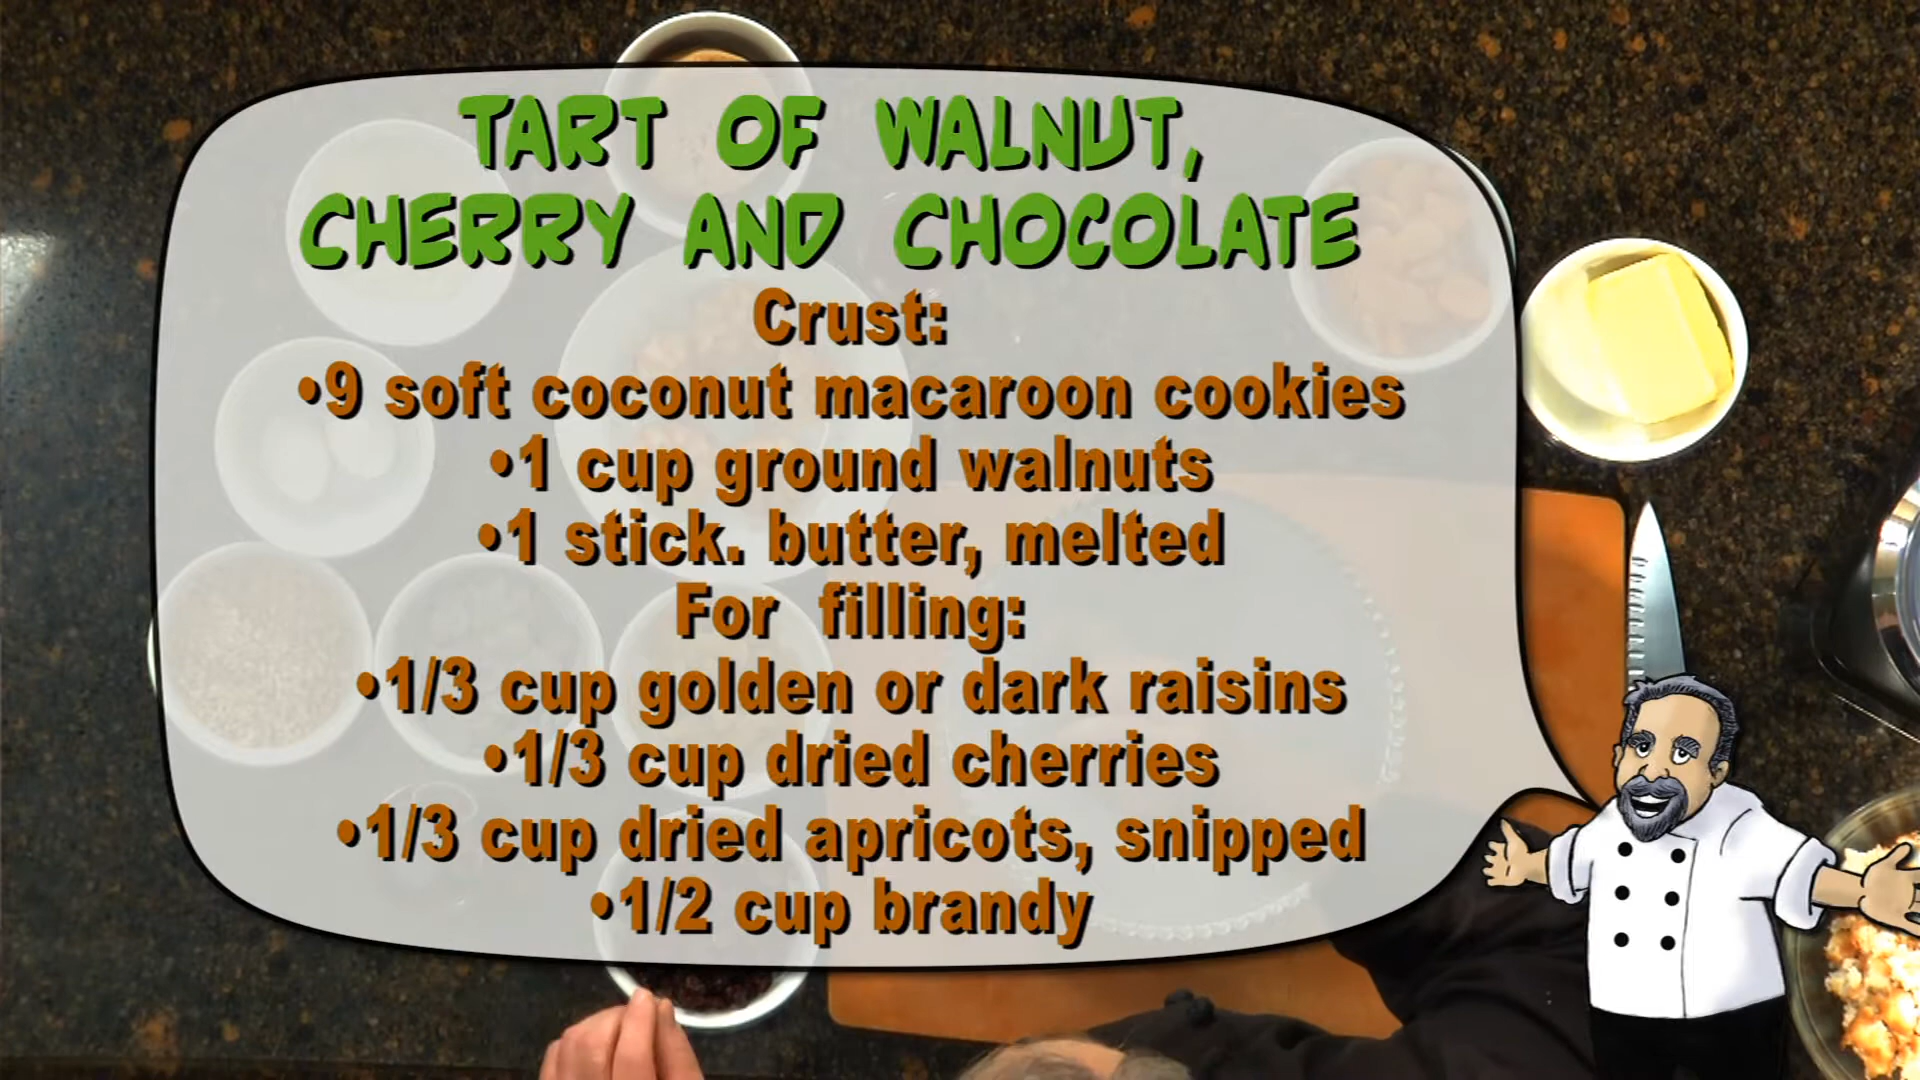 TART OF WALNUT,
CHERRY AND CHOCOLATE
Crust:
•9 soft coconut macaroon cookies
•1 cup ground walnuts
•1 stick. butter, melted
For filling:
•1/3 cup golden or dark raisins
•1/3 cup dried cherries
•1/3 cup dried apricots, snipped
•1/2 cup brandy